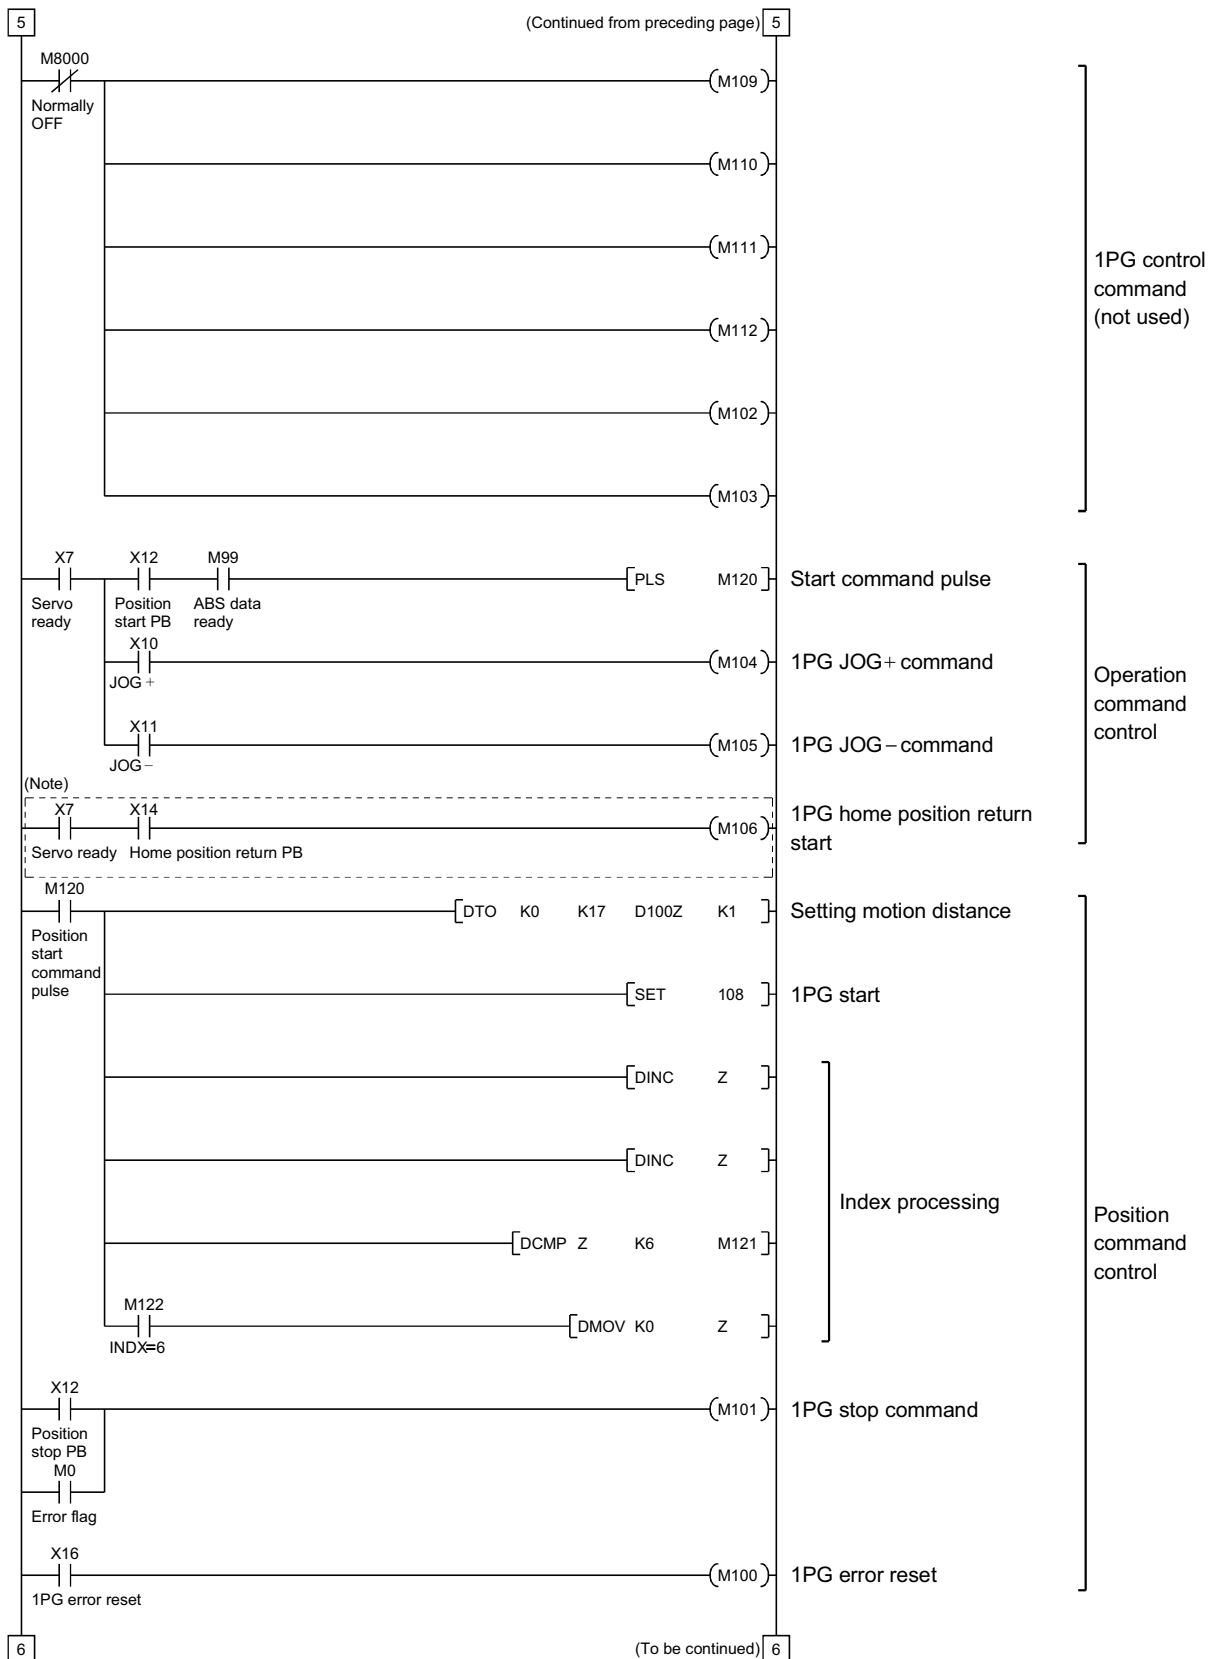 5 (Continued from preceding page) 5
M8000
Normally
OFF
M109
M110
M111
M112
M102
M103
1PG control
command
(not used)
X7 X12 M99
PLS M120 Start command pulse
Servo
ready
Position
start PB
ABS data
ready
X10
M104 1PG JOG+ command
JOG+
X11
M105 1PG JOG− command
JOG−
Operation
command
control
(Note)
X7 X14
M106 1PG home position return
start
Servo ready Home position return PB
M120
DTO K0 K17 D100Z K1 Setting motion distance
Position
start
command
pulse
SET 108 1PG start
DINC Z
DINC Z
Index processing
DCMP Z K6 M121
M122
DMOV K0 Z
INDX=6
Position
command
control
X12
M101 1PG stop command
Position
stop PB
M0
Error flag
X16
M100 1PG error reset
1PG error reset
6 (To be continued) 6